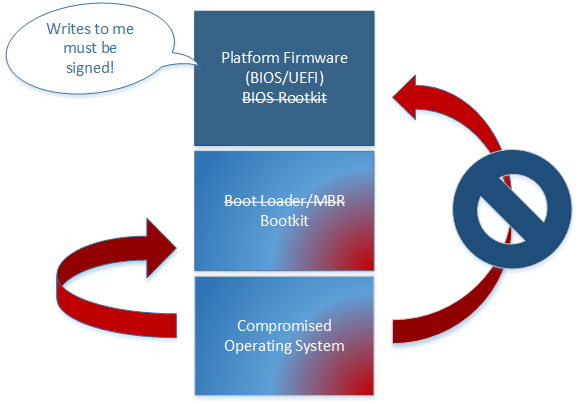 Writes to me
must be
signed!
Platform Firmware
(BIOS/UEFI)
BIOS Rootkit
Boot Loader/MBR
Bootkit
Compromised
Operating System